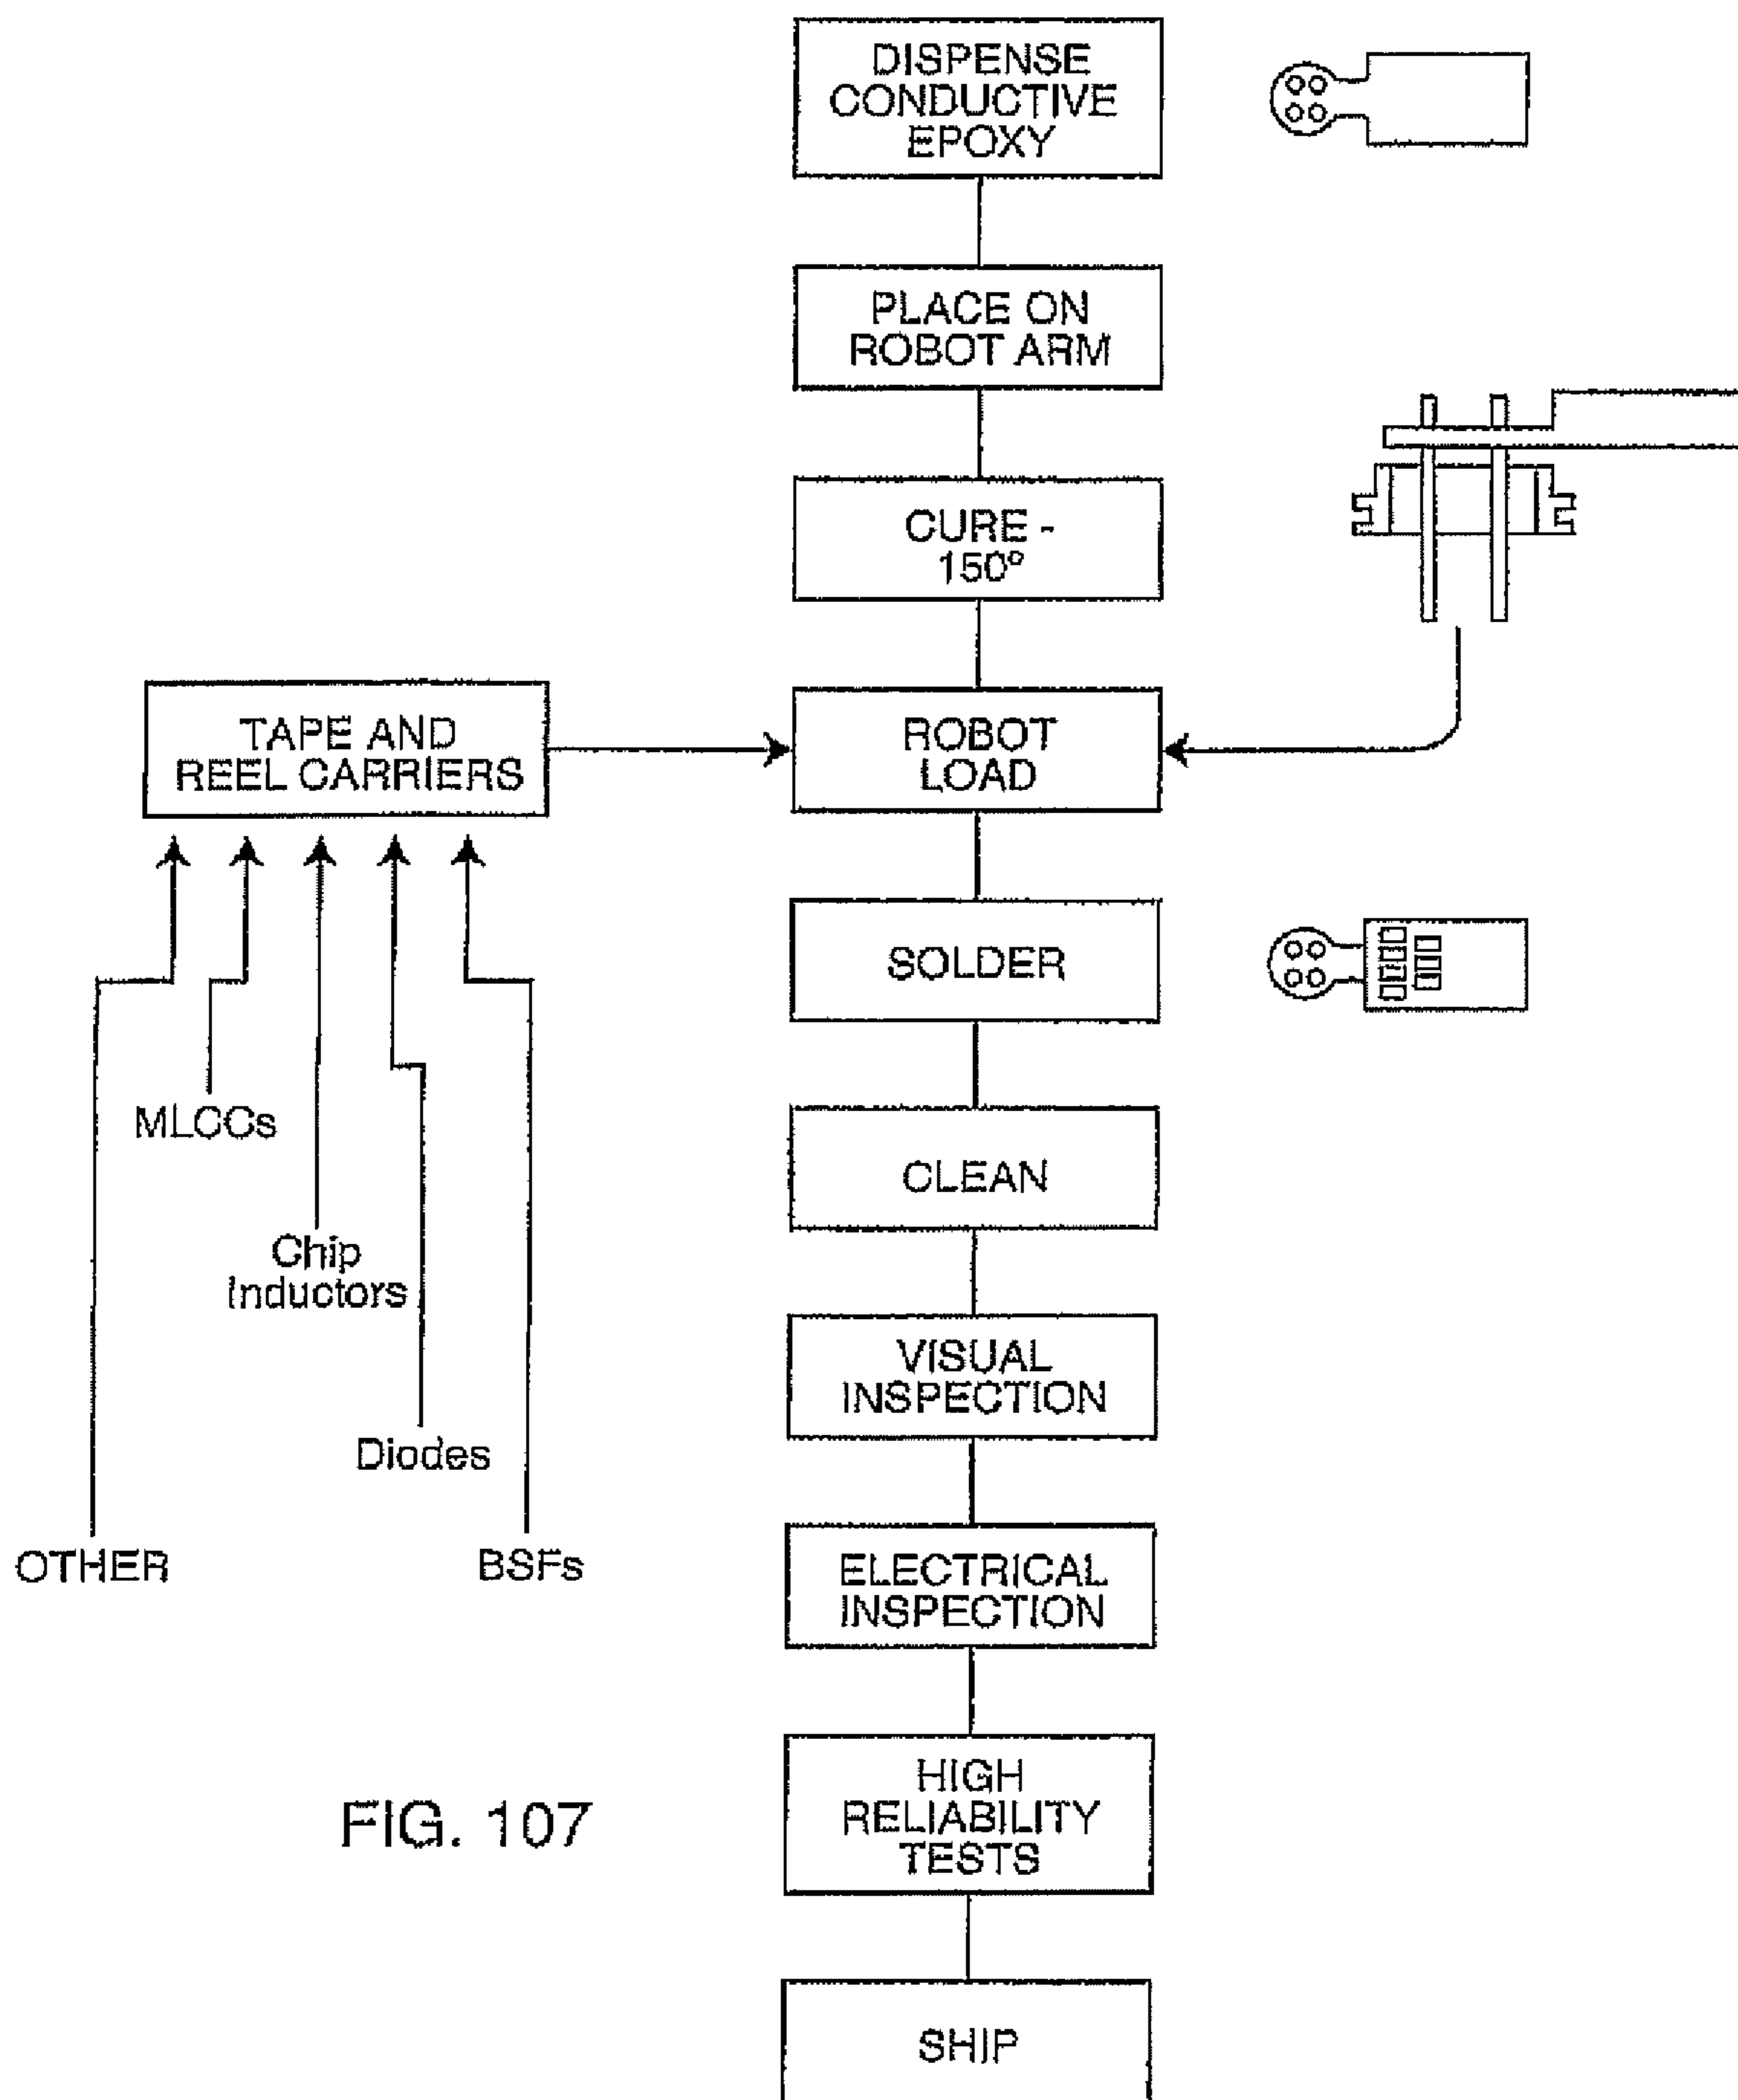 DISPENSE
CONDUCTIVE
EPOXY
PLACE ON
ROBOT ARM
CURE -
150º
TAPE AND
REEL CARRIERS
ROBOT
LOAD
SOLDER
MLCCs
CLEAN
Chip
Inductors
VISUAL
INSPECTION
Diodes
OTHER
BSFs
ELECTRICAL
INSPECTION
HIGH
RELIABILITY
TESTS
FIG. 107
SHIP